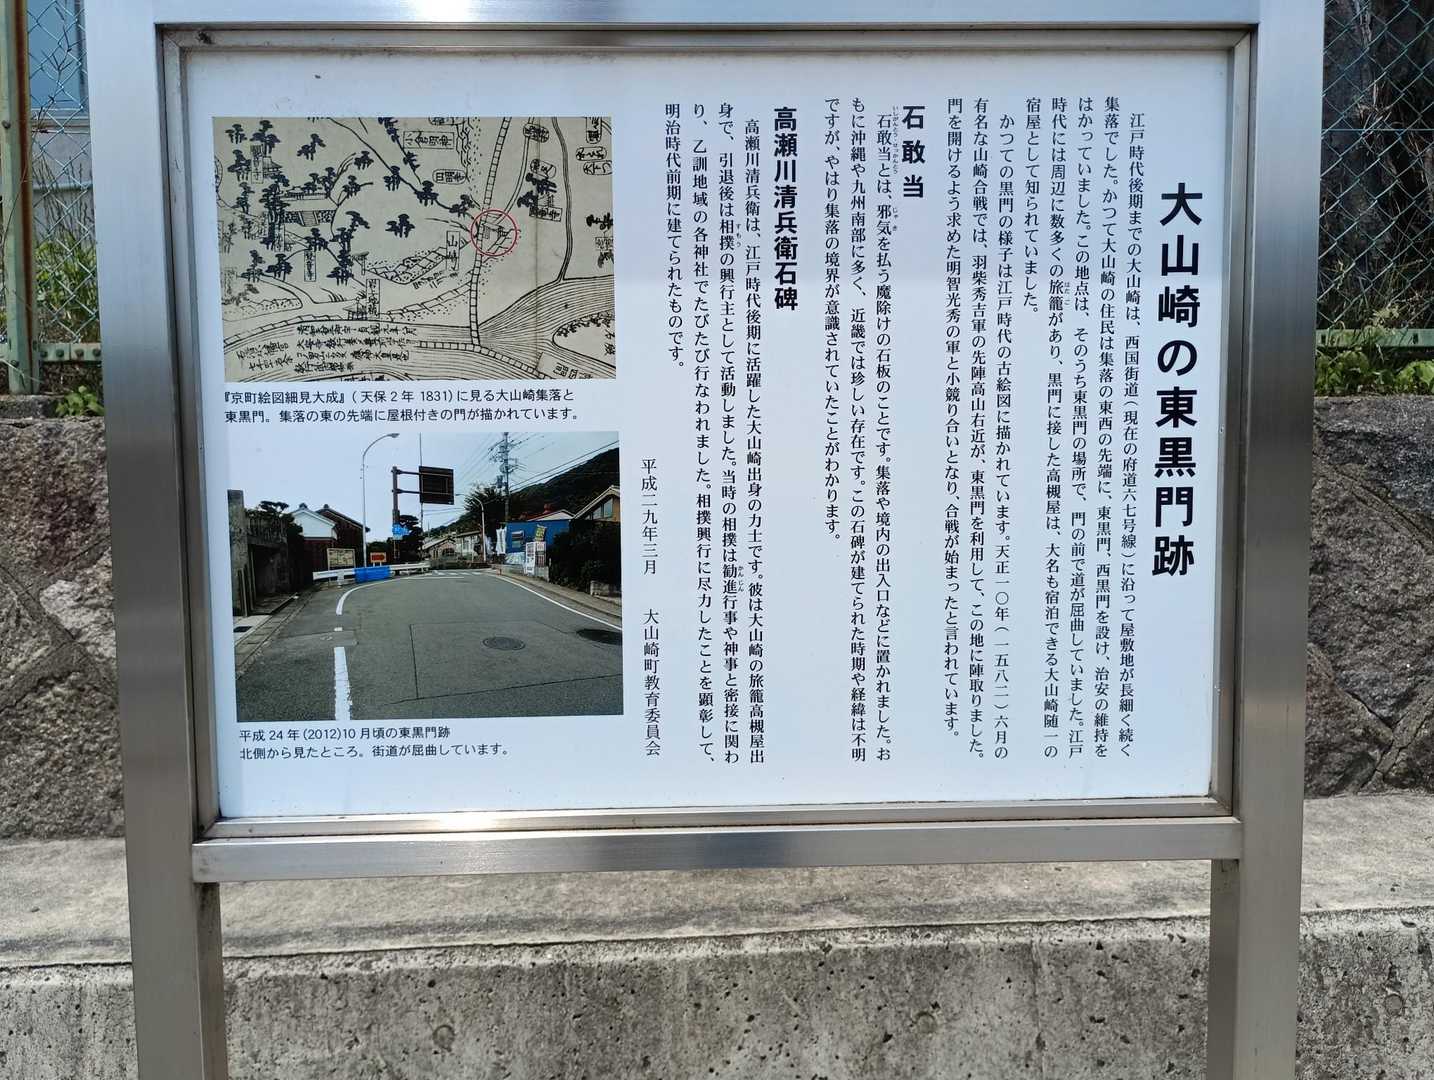 大山崎の東黒門跡
江戸時代後期までの大山崎は、西国街道（現在の府道六七号線）に沿って屋敷地が長細く続く
集落でした。かつて大山崎の住民は集落の東西の先端に、東黒門、西黒門を設け、治安の維持を
はかっていました。この地点は、そのうち東黒門の場所で、門の前で道が屈曲していました。江戸
時代には周辺に数多くの旅籠があり、黒門に接した高槻屋は、大名も宿泊できる大山崎随一の
宿屋として知られていました。
かつての黒門の様子は江戸時代の古絵図に描かれています。天正一〇年（一五八二）六月の
有名な山崎合戦では、羽柴秀吉軍の先陣高山右近が、東黒門を利用して、この地に陣取りました。
門を開けるよう求めた明智光秀の軍と小競り合いとなり、合戦が始まったと言われています。
石敢当
石敢当とは、邪気を払う魔除けの石板のことです。集落や境内の出入口などに置かれました。お
もに沖縄や九州南部に多く、近畿では珍しい存在です。この石碑が建てられた時期や経緯は不明
ですが、やはり集落の境界が意識されていたことがわかります。
高瀬川清兵衛石碑
高瀬川清兵衛は、江戸時代後期に活躍した大山崎出身の力士です。彼は大山崎の旅籠高槻屋出
身で、引退後は相撲の興行主として活動しました。当時の相撲は勧進行事や神事と密接に関わ
り、乙訓地域の各神社でたびたび行なわれました。相撲興行に尽力したことを顕彰して、
明治時代前期に建てられたものです。
平成二九年三月　大山崎町教育委員会
『京町絵図細見大成』(天保2年 1831)に見る大山崎集落と
東黒門。集落の東の先端に屋根付きの門が描かれています。
平成24年(2012)10月頃の東黒門跡
北側から見たところ。街道が屈曲しています。